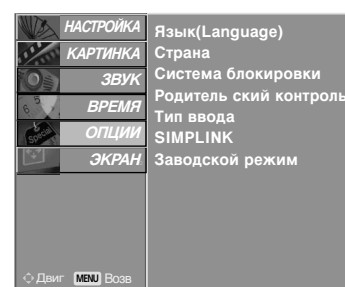 НАСТРОЙКА
КАРТИНКА
ЗВУК
ВРЕМЯ
ОПЦИИ
ЭКРАН
Язык(Language)
Страна
Система блокировки
Родитель ский контроль
Тип ввода
SIMPLINK
Заводской режим
Special
Двиг MENU Возв